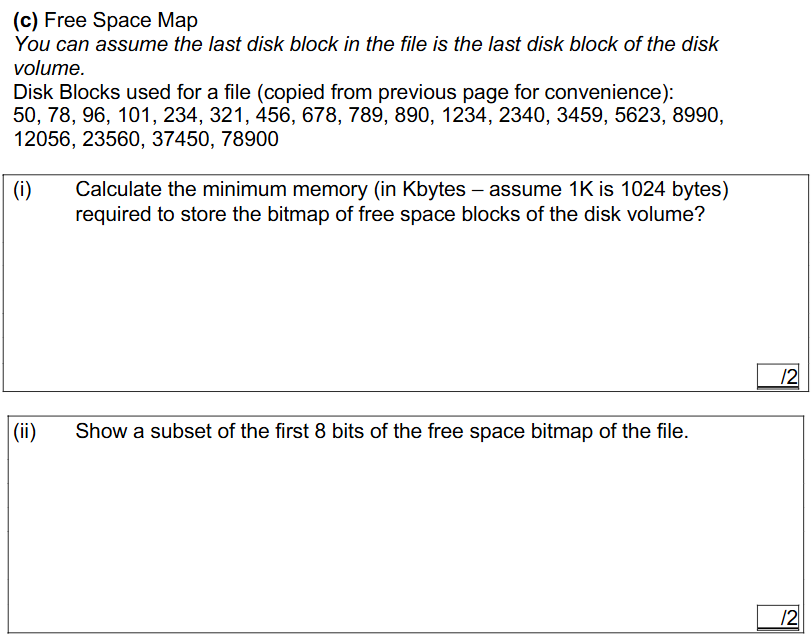 (c) Free Space Map
You can assume the last disk block in the file is the last disk block of the disk
volume.
Disk Blocks used for a file (copied from previous page for convenience):
50, 78, 96, 101, 234, 321, 456, 678, 789, 890, 1234, 2340, 3459, 5623, 8990,
12056, 23560, 37450, 78900
(i) Calculate the minimum memory (in Kbytes – assume 1K is 1024 bytes)
required to store the bitmap of free space blocks of the disk volume?
/2
(ii) Show a subset of the first 8 bits of the free space bitmap of the file.
/2